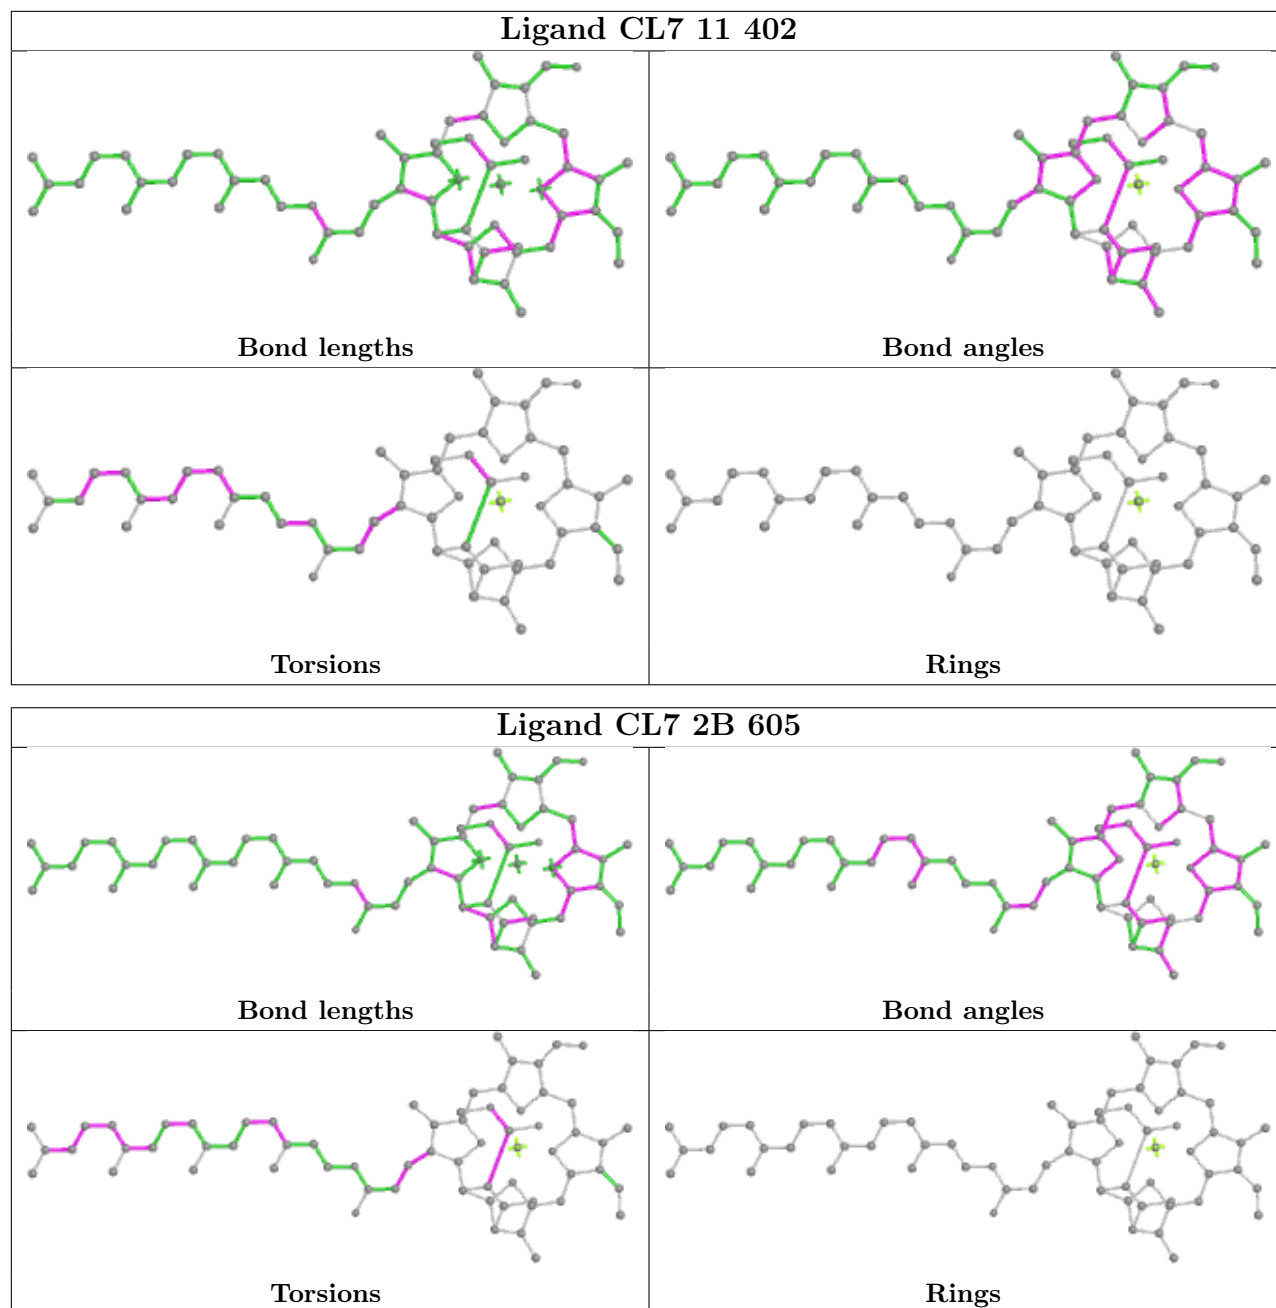 Ligand CL7 11 402
Bond lengths
Bond angles
Torsions
Rings
Ligand CL7 2B 605
Bond lengths
Bond angles
Torsions
Rings